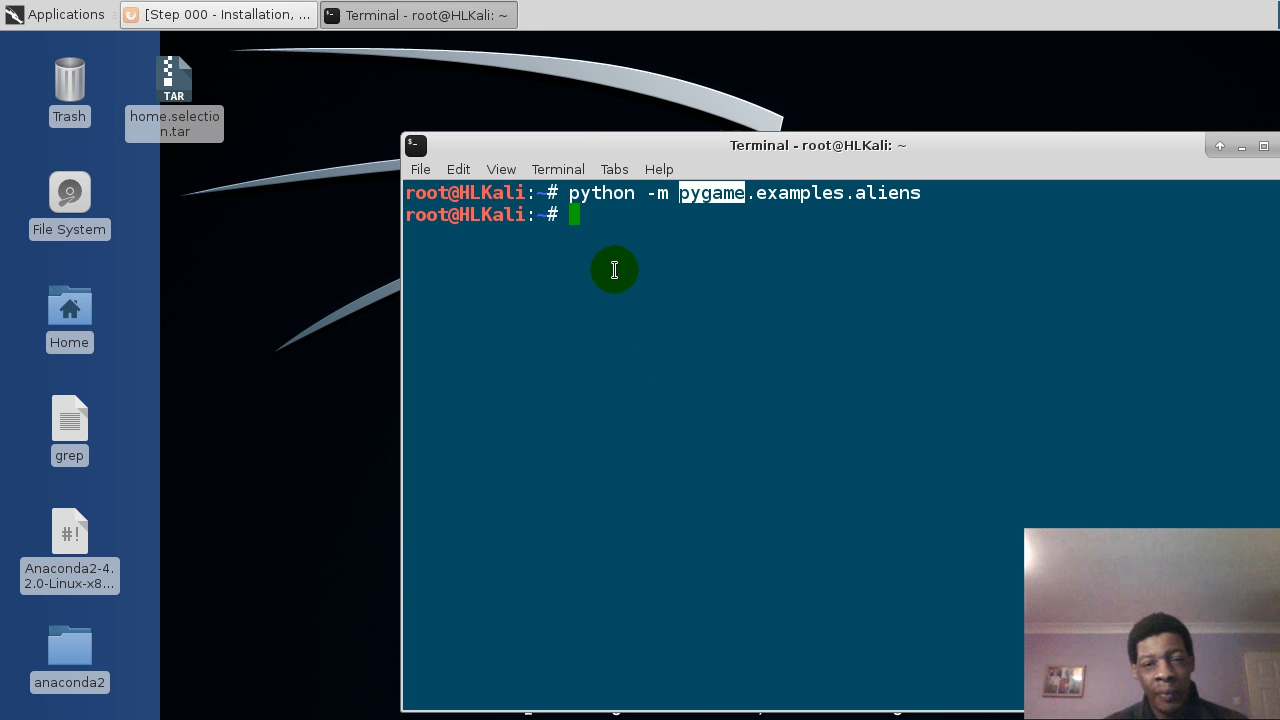 Applications
[Step 000 - Installation, ...
Terminal - root@HLKali: ~
Trash
TAR
home.selectio
n.tar
File System
Home
grep
#!
Anaconda2-4.
2.0-Linux-x8...
anaconda2
Terminal - root@HLKali: ~
File Edit View Terminal Tabs Help
root@HLKali:~# python -m pygame.examples.aliens
root@HLKali:~#